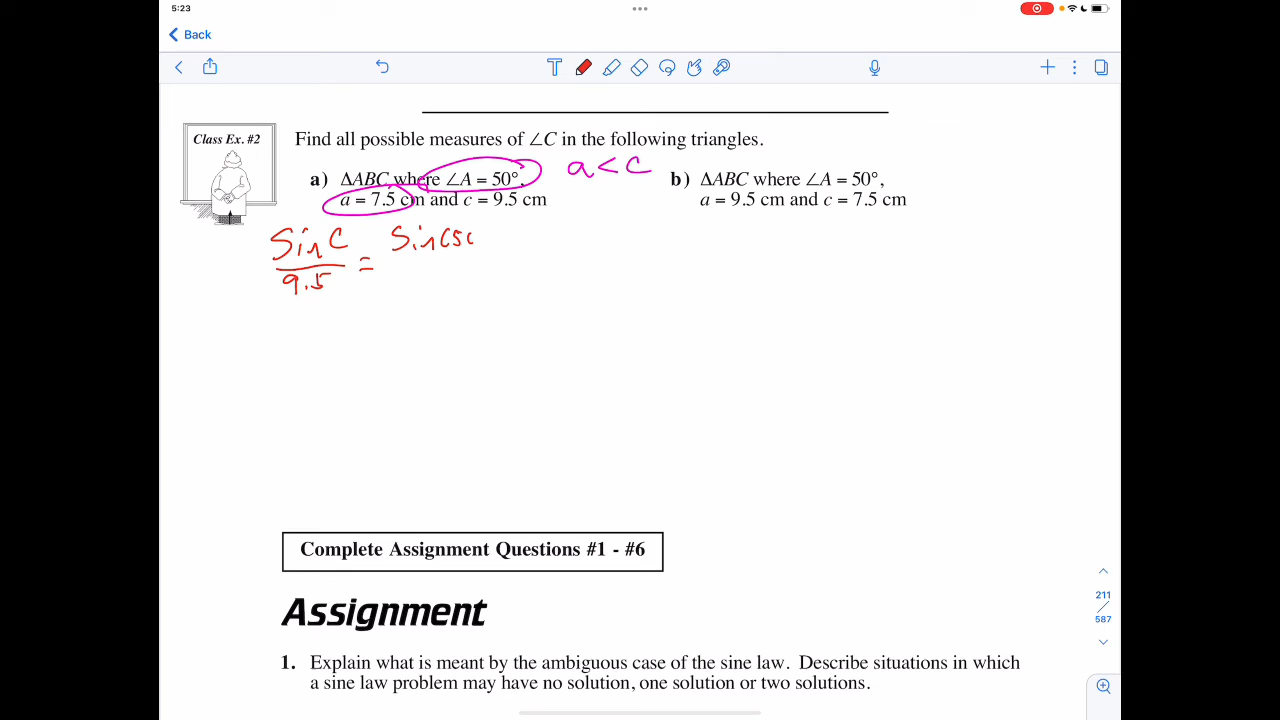 5:23
Back
T
Class Ex. #2
Find all possible measures of ∠C in the following triangles.
a) ΔABC where ∠A = 50°,
a = 7.5 cm and c = 9.5 cm
a < c
b) ΔABC where ∠A = 50°,
a = 9.5 cm and c = 7.5 cm
Sin C
9.5
=
Sin(50
Complete Assignment Questions #1 - #6
Assignment
1. Explain what is meant by the ambiguous case of the sine law. Describe situations in which
a sine law problem may have no solution, one solution or two solutions.
211
587